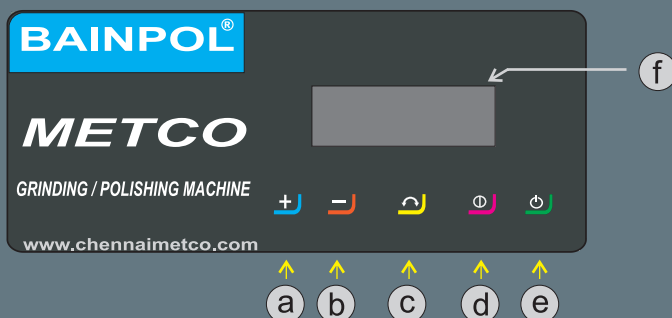 BAINPOL®
METCO
GRINDING / POLISHING MACHINE
www.chennaimetco.com
f
a b c d e